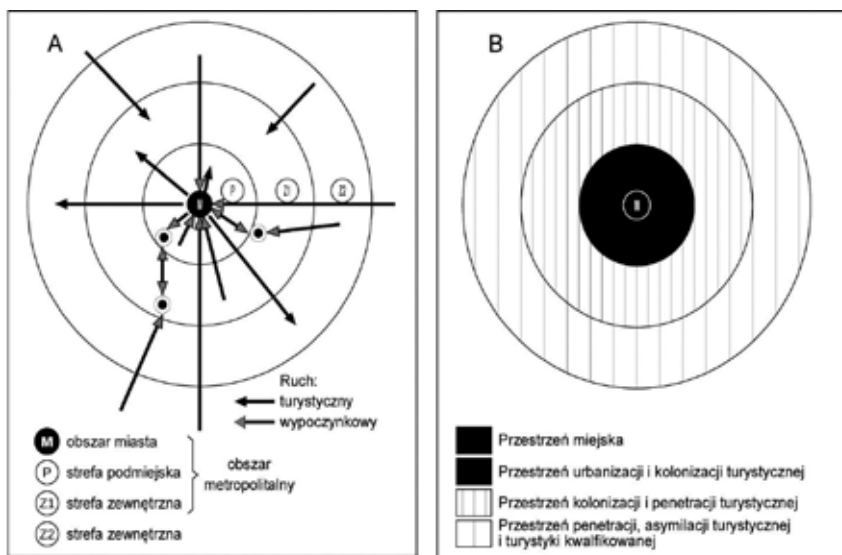 A
P
Z1
Z2
M
Ruch:
turystyczny
wypoczynkowy
M obszar miasta
P strefa podmiejska
Z1 strefa zewnętrzna
obszar
metropolitalny
Z2 strefa zewnętrzna
B
M
Przestrzeń miejska
Przestrzeń urbanizacji i kolonizacji turystycznej
Przestrzeń kolonizacji i penetracji turystycznej
Przestrzeń penetracji, asymilacji turystycznej
i turystyki kwalfikowanej